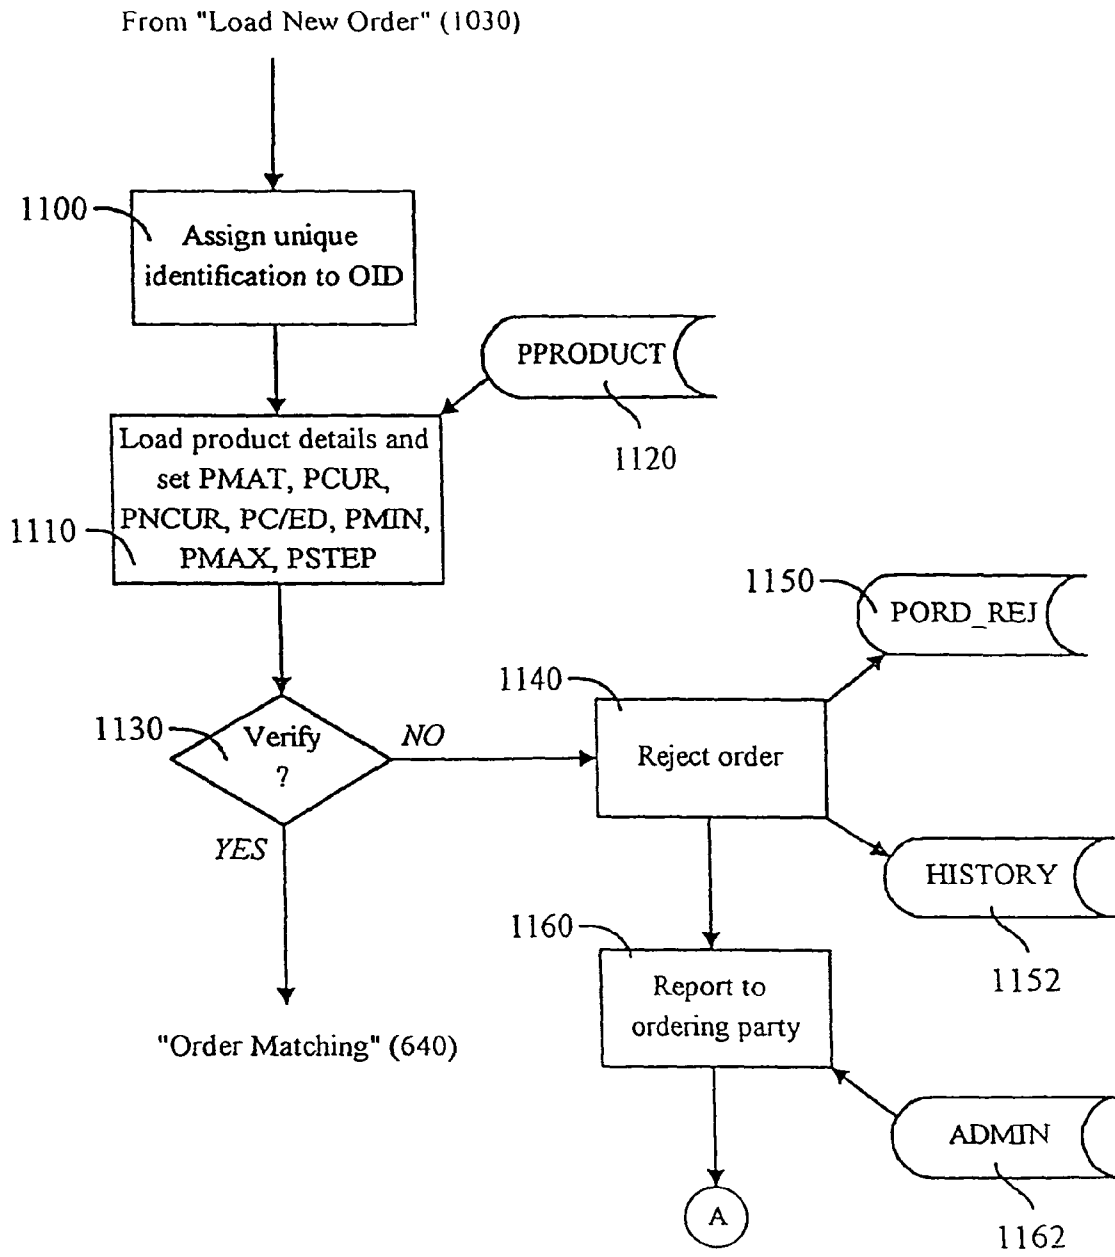 From "Load New Order" (1030)
1100
Assign unique
identification to OID
PPRODUCT
1120
Load product details and
set PMAT, PCUR,
PNCUR, PC/ED, PMIN,
PMAX, PSTEP
1110
1150
PORD_REJ
1140
1130
Verify
?
NO
Reject order
YES
HISTORY
1152
1160
Report to
ordering party
"Order Matching" (640)
ADMIN
1162
A